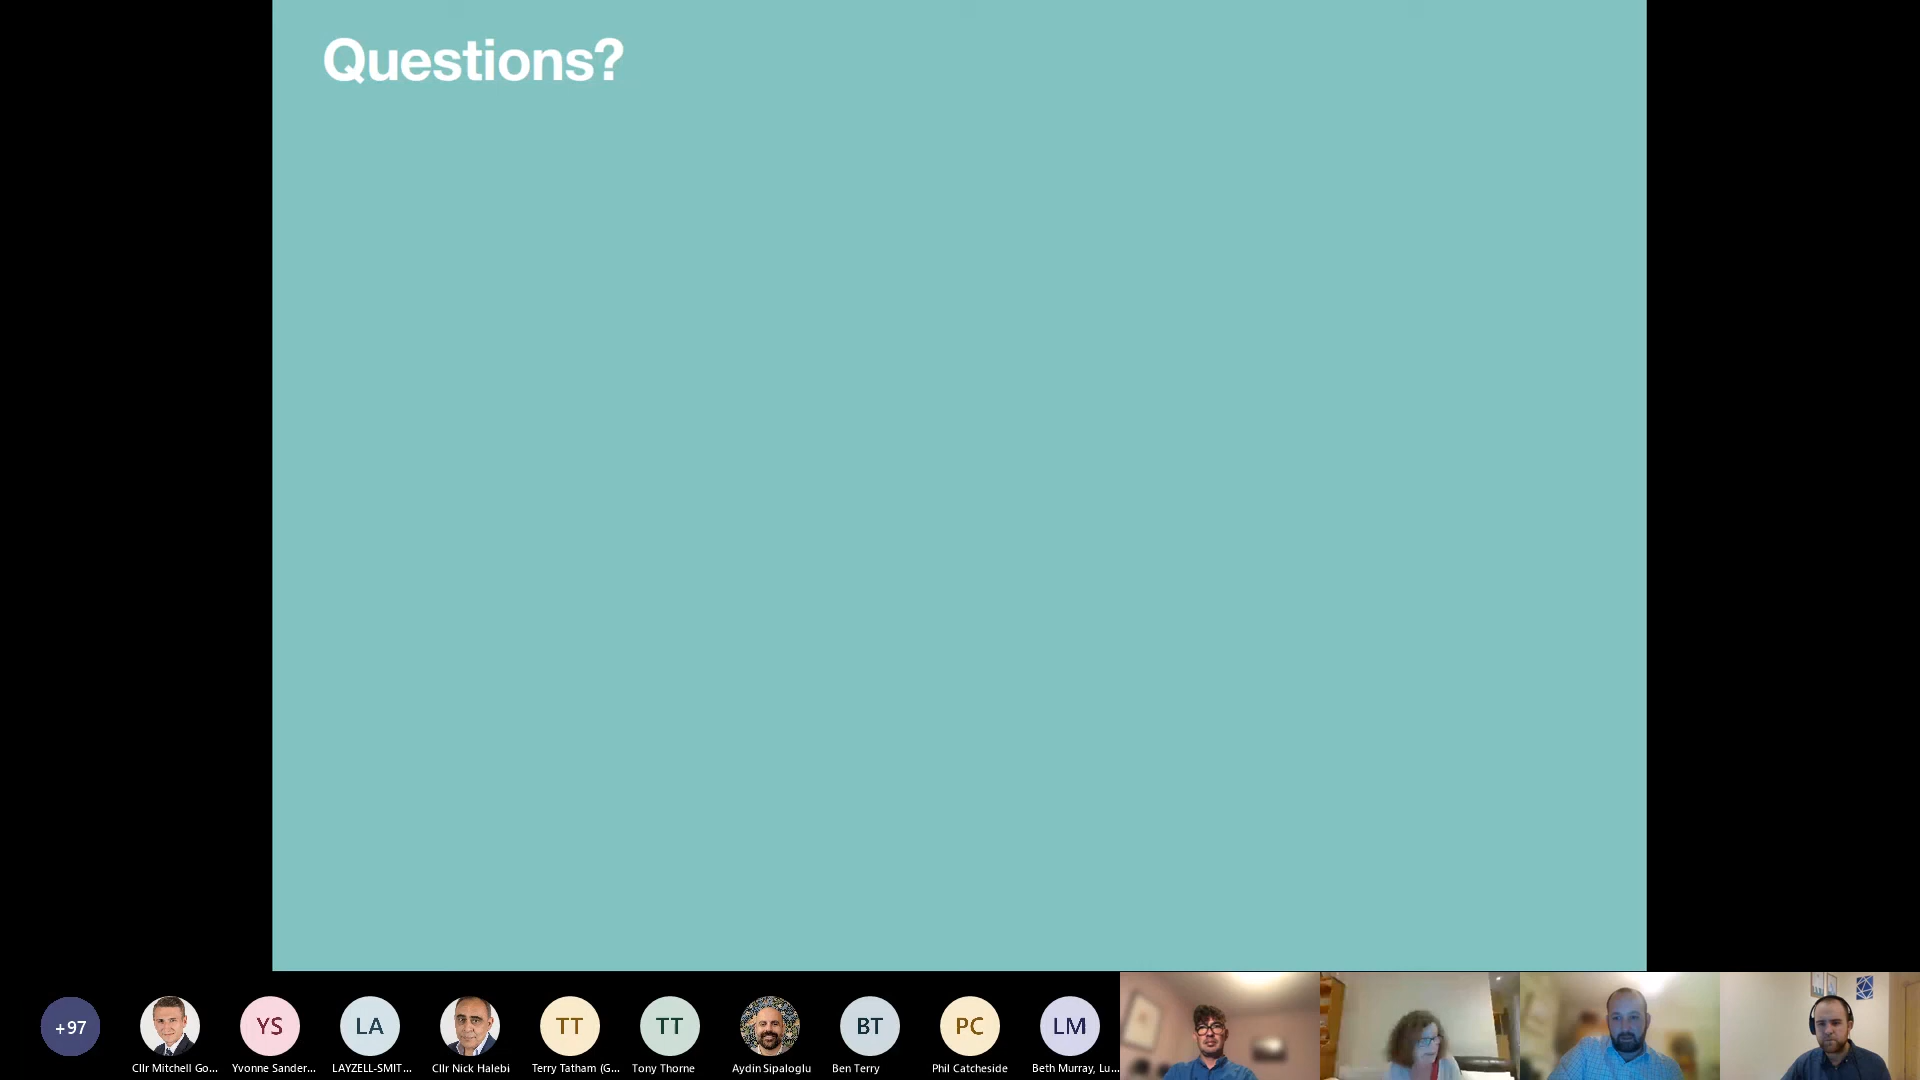 Questions?
+97
YS
LA
TT
TT
BT
PC
LM
Cllr Mitchell Go...
Yvonne Sander...
LAYZELL-SMIT...
Cllr Nick Halebi
Terry Tatham (G...
Tony Thorne
Aydin Sipaloglu
Ben Terry
Phil Catcheside
Beth Murray, Lu...